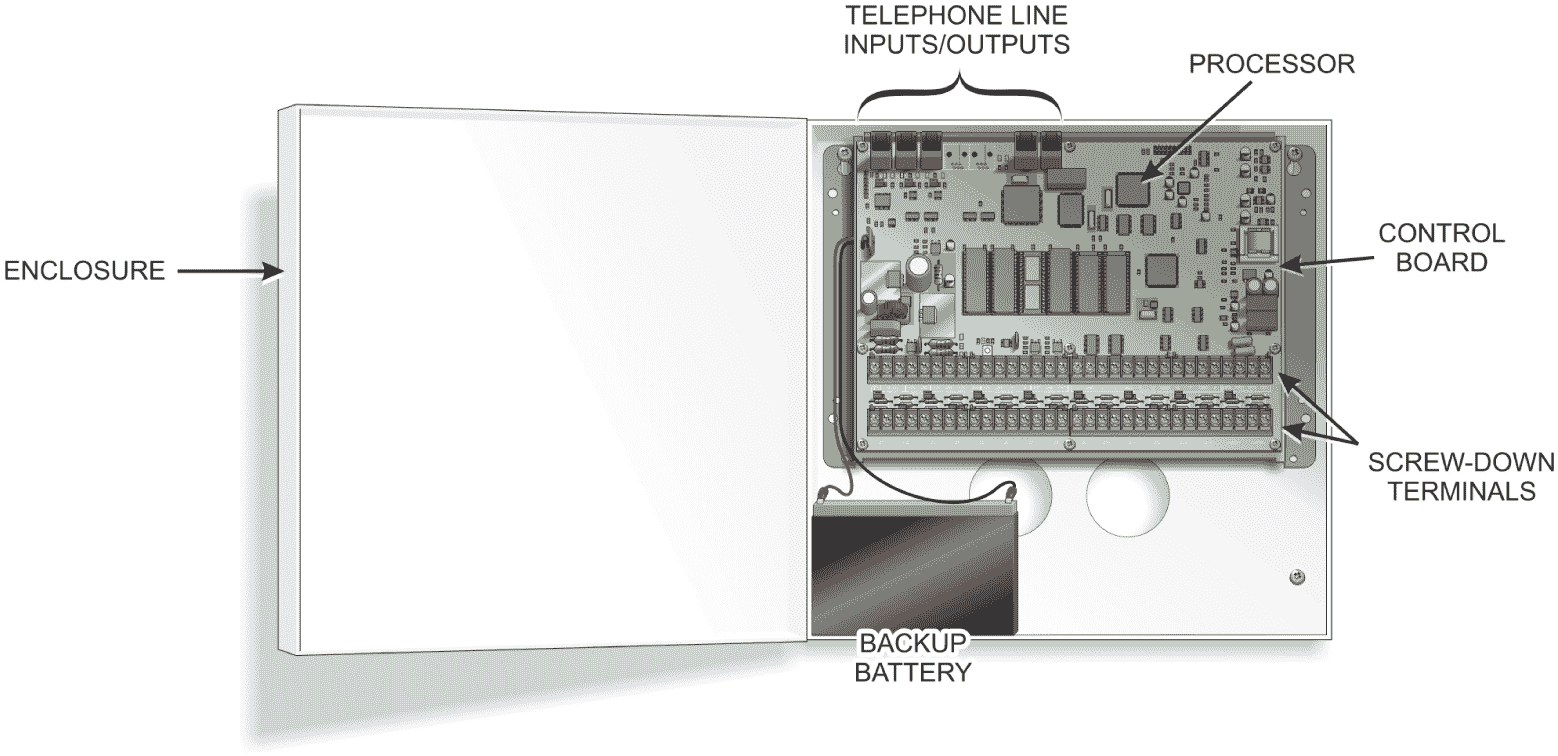 TELEPHONE LINE
INPUTS/OUTPUTS
PROCESSOR
CONTROL
BOARD
ENCLOSURE
SCREW-DOWN
TERMINALS
BACKUP
BATTERY